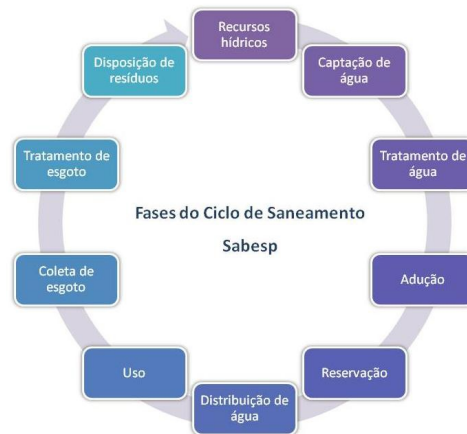 Recursos
hídricos
Captação de
água
Tratamento de
água
Adução
Reservação
Distribuição de
água
Uso
Coleta de
esgoto
Tratamento de
esgoto
Disposição de
resíduos
Fases do Ciclo de Saneamento
Sabesp